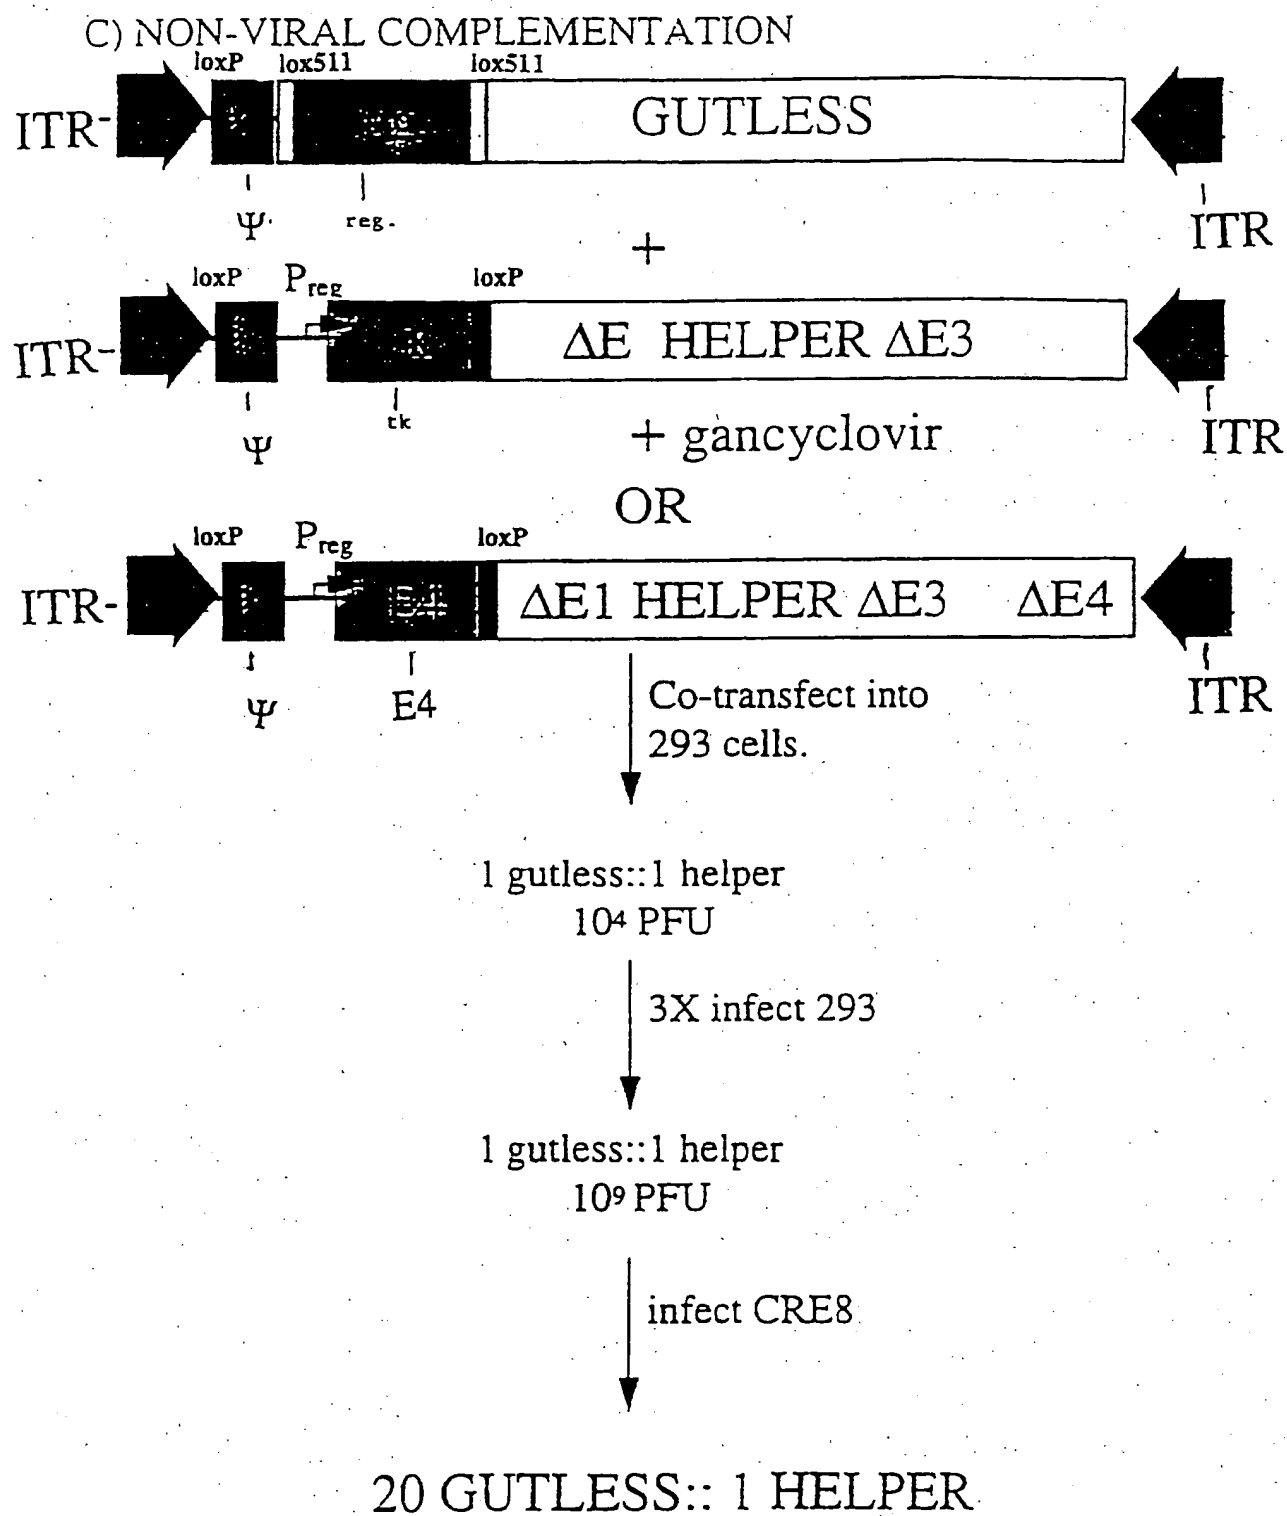 C) NON-VIRAL COMPLEMENTATION
loxP lox511 lox511
ITR- GUTLESS
Ψ reg. ITR
+
loxP Preg loxP
ITR- ΔE HELPER ΔE3
Ψ tk + gancyclovir ITR
OR
loxP Preg loxP
ITR- E4 ΔE1 HELPER ΔE3 ΔE4
Ψ E4 ITR
Co-transfect into
293 cells.
1 gutless::1 helper
10⁴ PFU
3X infect 293
1 gutless::1 helper
10⁹ PFU
infect CRE8
20 GUTLESS:: 1 HELPER